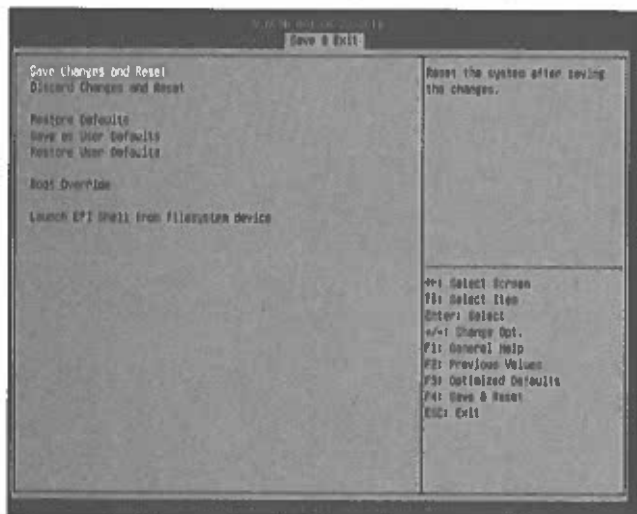 Save & Exit
Save Changes and Reset
Discard Changes and Reset
Restore Defaults
Save as User Defaults
Restore User Defaults
Boot Override
Launch EFI Shell from filesystem device
Reset the system after saving
the changes.
Select Screen
Select Item
Enter: Select
+/-: Change Opt.
F1: General Help
F2: Previous Values
F3: Optimized Defaults
F4: Save & Reset
ESC: Exit